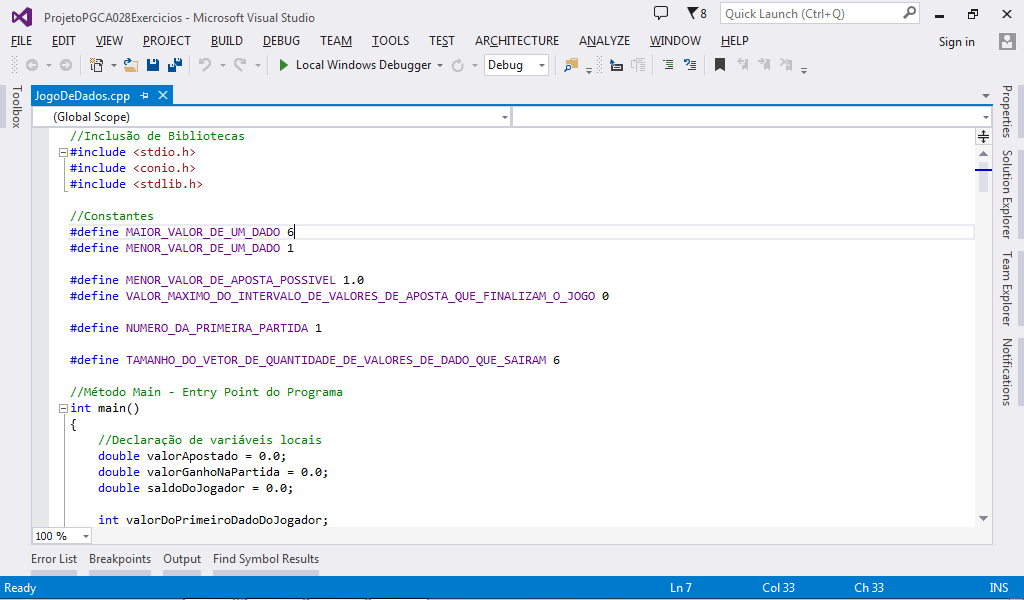 ProjetoPGCA028Exercicios - Microsoft Visual Studio
8
Quick Launch (Ctrl+Q)
FILE EDIT VIEW PROJECT BUILD DEBUG TEAM TOOLS TEST ARCHITECTURE ANALYZE WINDOW HELP
Sign in
Local Windows Debugger
Debug
Toolbox
JogoDeDados.cpp
(Global Scope)
//Inclusão de Bibliotecas
#include <stdio.h>
#include <conio.h>
#include <stdlib.h>
//Constantes
#define MAIOR_VALOR_DE_UM_DADO 6
#define MENOR_VALOR_DE_UM_DADO 1
#define MENOR_VALOR_DE_APOSTA_POSSIVEL 1.0
#define VALOR_MAXIMO_DO_INTERVALO_DE_VALORES_DE_APOSTA_QUE_FINALIZAM_O_JOGO 0
#define NUMERO_DA_PRIMEIRA_PARTIDA 1
#define TAMANHO_DO_VETOR_DE_QUANTIDADE_DE_VALORES_DE_DADO_QUE_SAIRAM 6
//Método Main - Entry Point do Programa
int main()
{
//Declaração de variáveis locais
double valorApostado = 0.0;
double valorGanhoNaPartida = 0.0;
double saldoDoJogador = 0.0;
int valorDoPrimeiroDadoDoJogador;
100 %
Properties
Solution Explorer
Team Explorer
Notifications
Error List Breakpoints Output Find Symbol Results
Ready
Ln 7 Col 33 Ch 33 INS